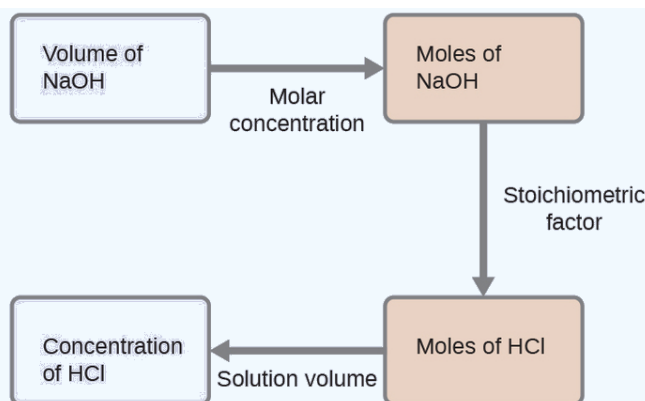 Volume of
NaOH
Molar
concentration
Moles of
NaOH
Stoichiometric
factor
Moles of HCl
Solution volume
Concentration
of HCl